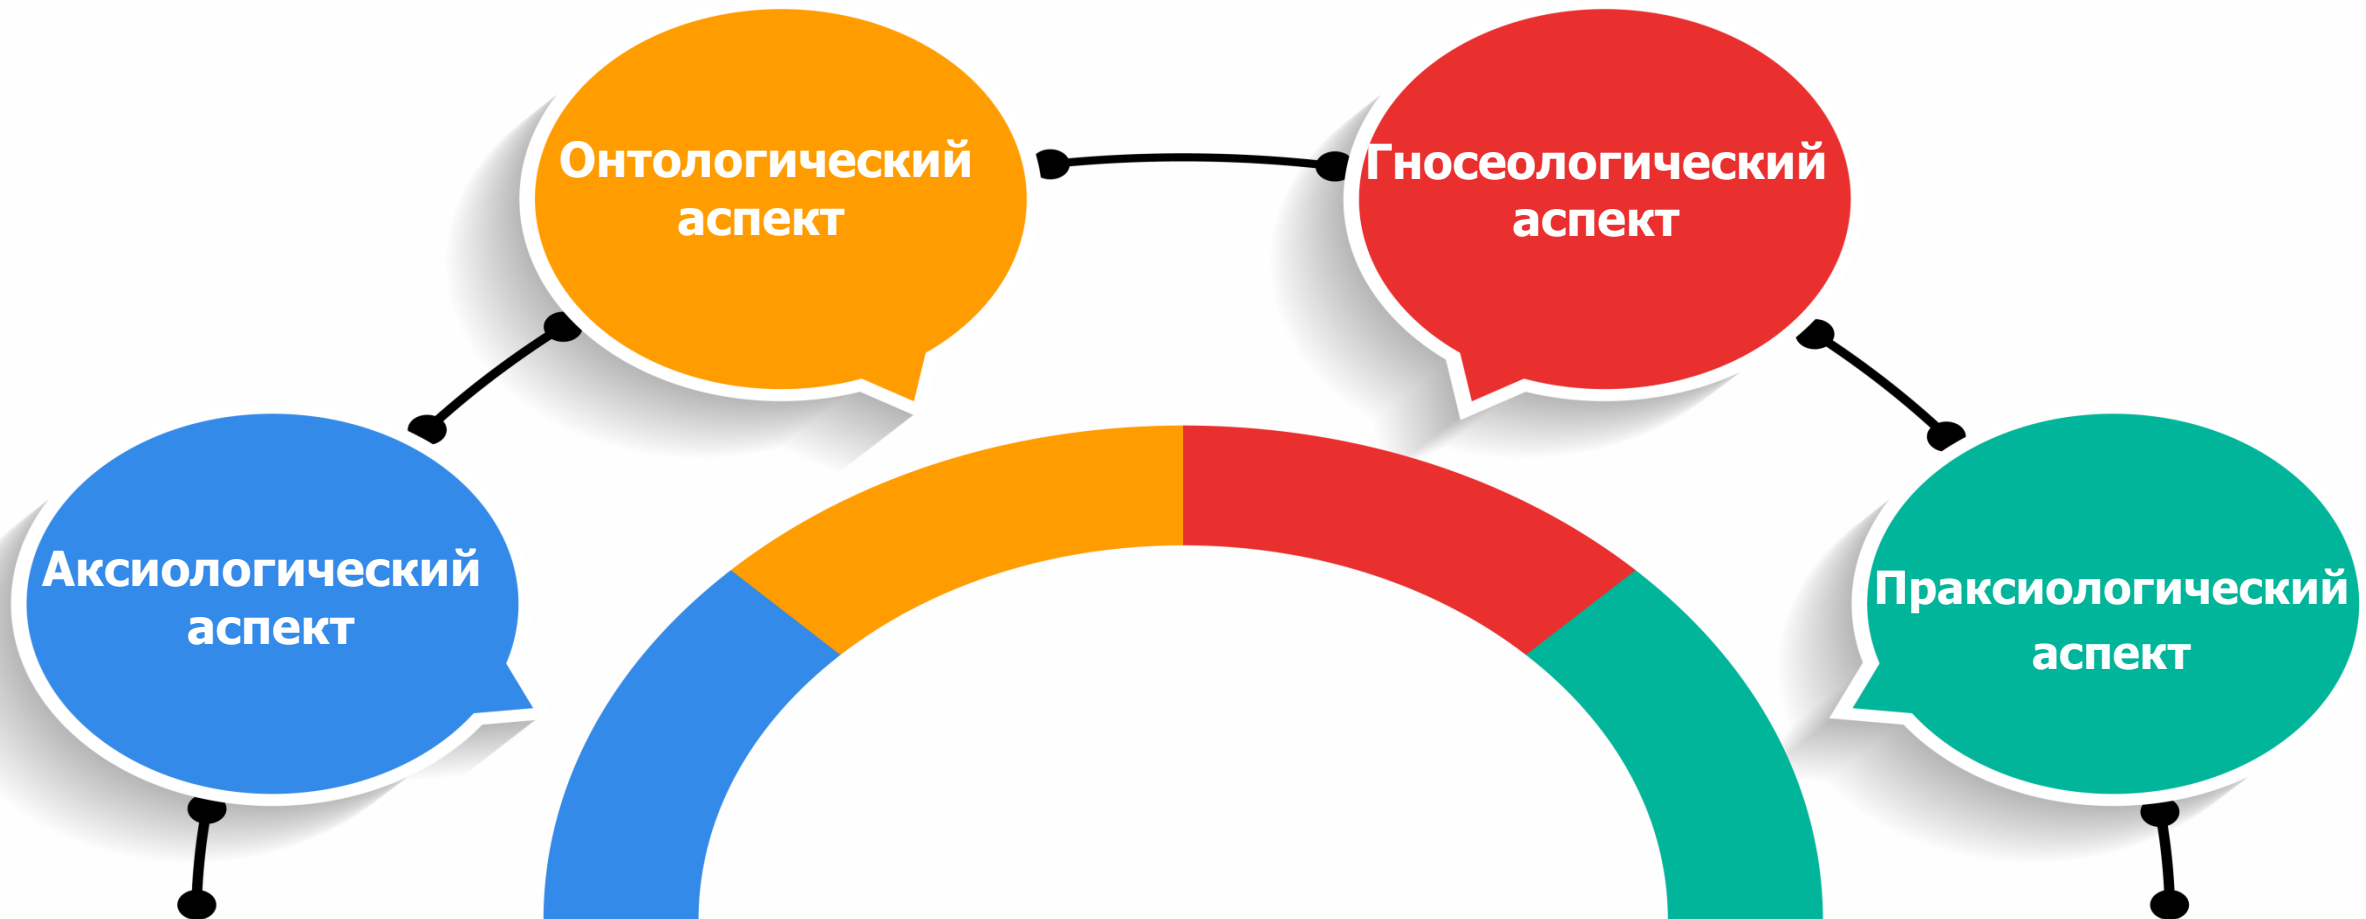 Онтологический
аспект
Гносеологический
аспект
Аксиологический
аспект
Праксиологический
аспект